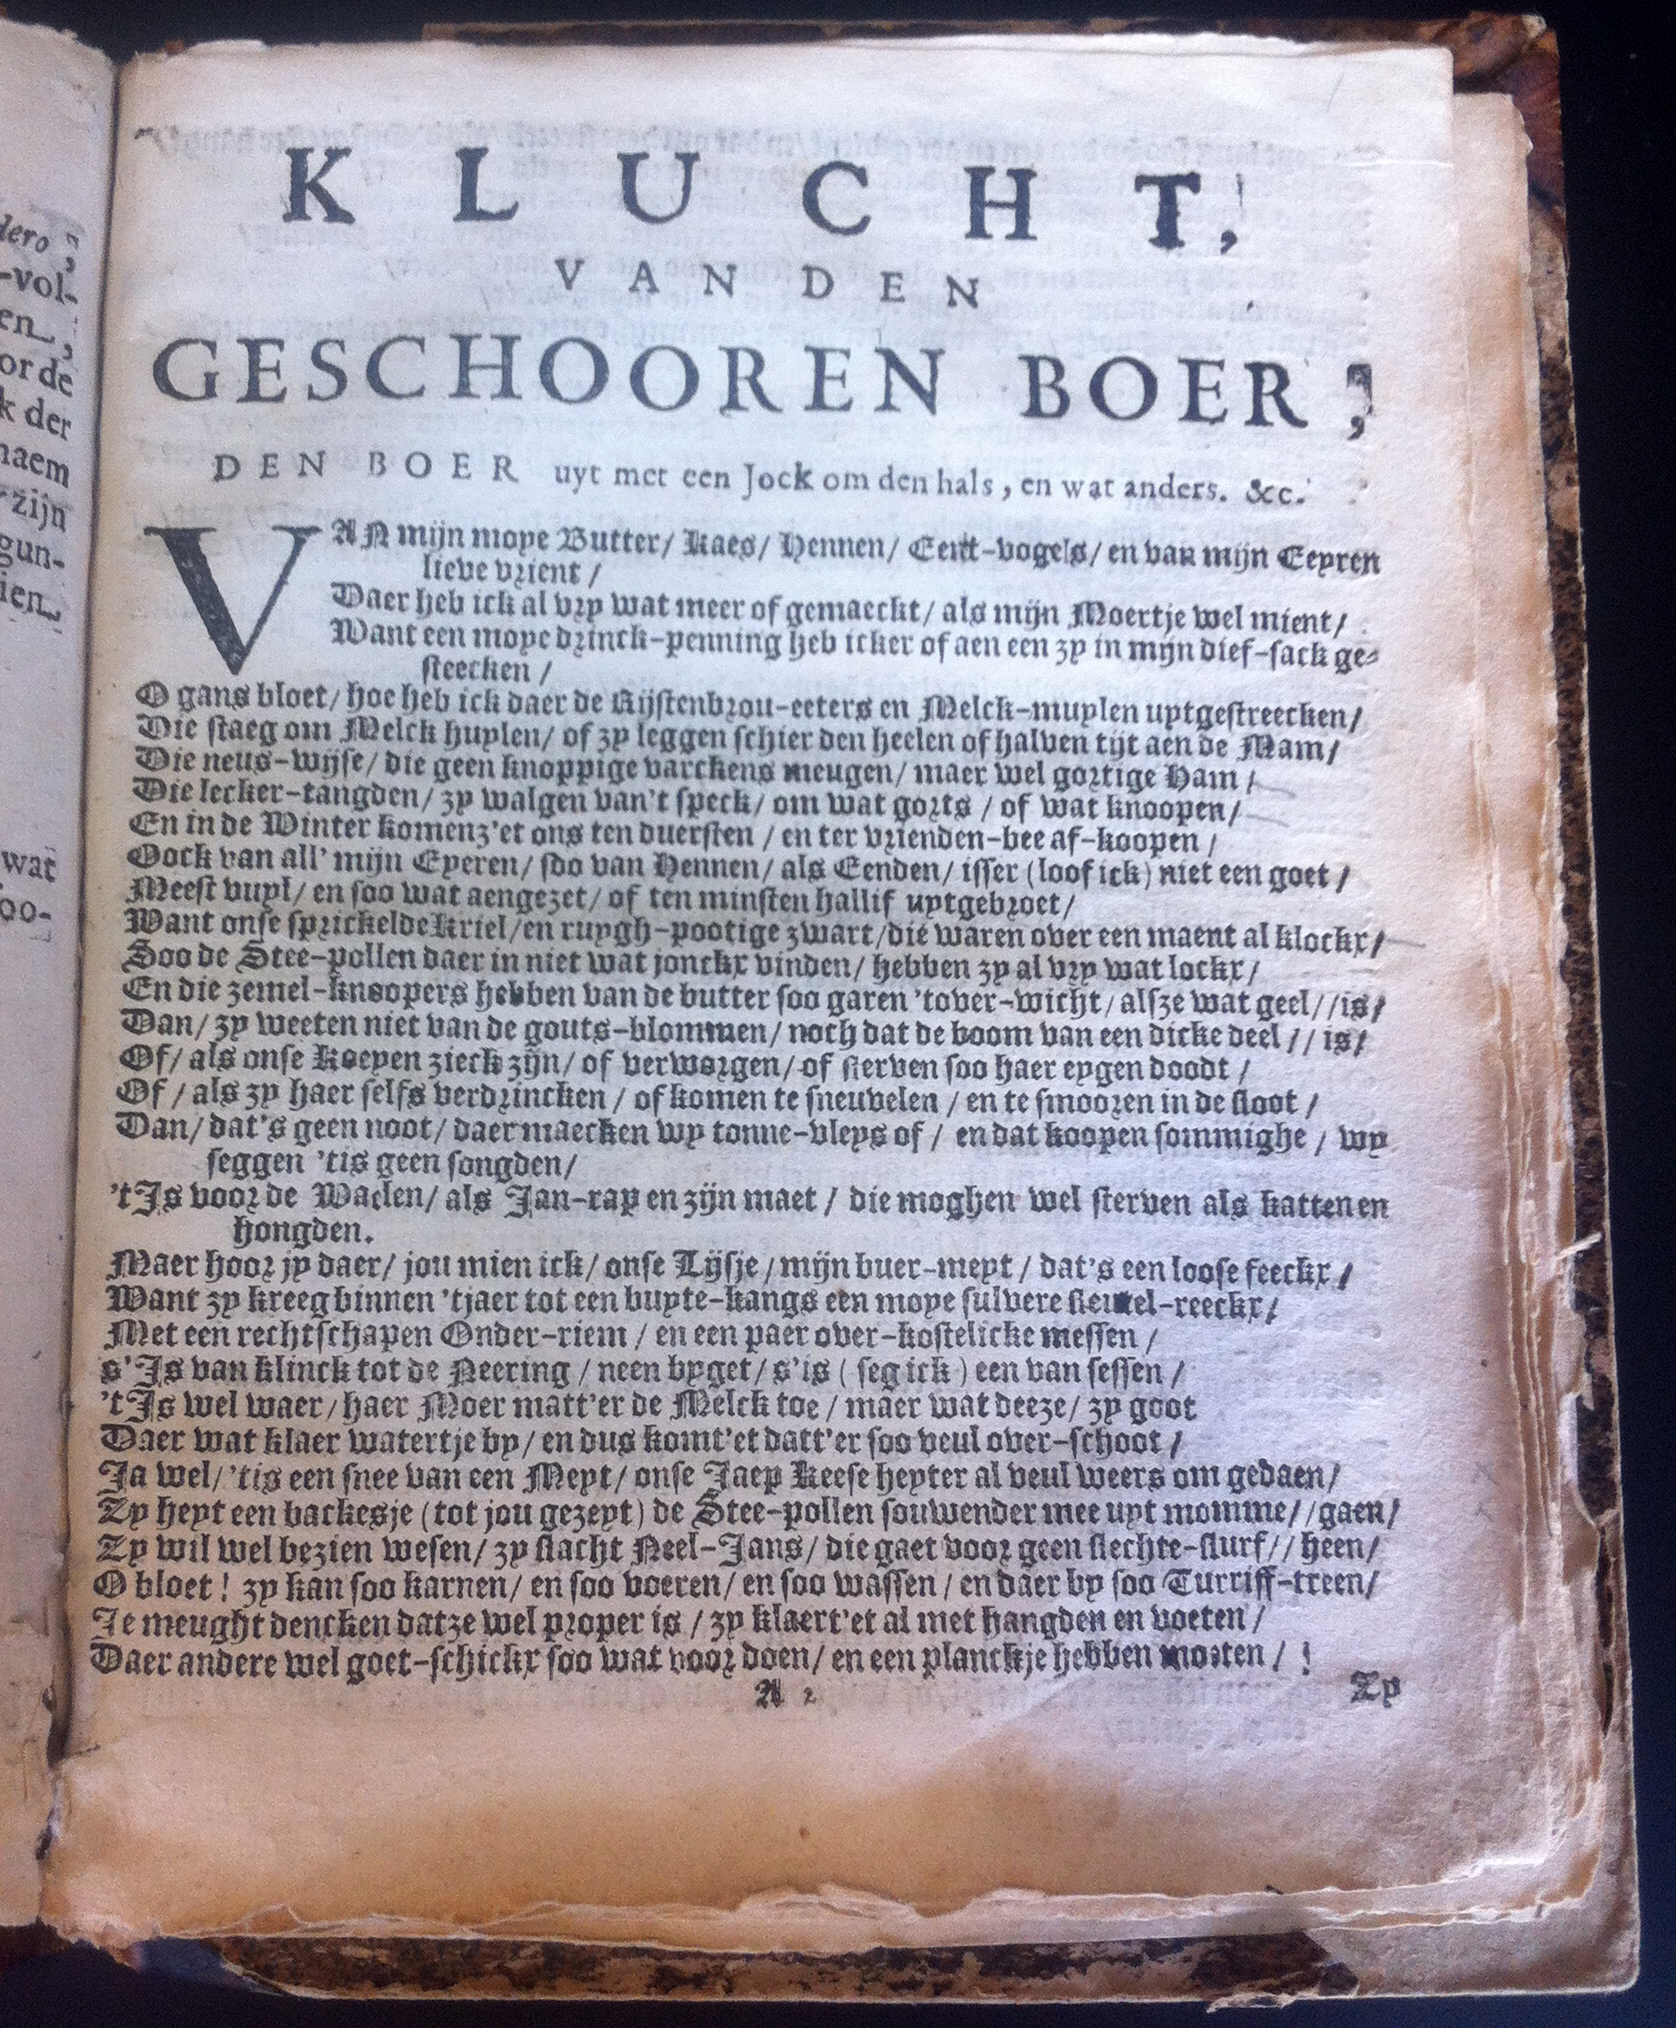 dero,
-vol-
en,
or de
k der
naem
zijn
gun-
ien
wat
oo-
KLUCHT,
VAN DEN
GESCHOOREN BOER,
DEN BOER uyt met een Jock om den hals, en wat anders. &c.
VAN mijn moye Butter/ Kaes/ Hennen/ Eent-vogels/ en van mijn Eeyren
lieve vrient /
Daer heb ick al vry wat meer of gemaeckt/ als mijn Moertje wel mient/
Want een moye drinck-penning heb icker of aen een zy in mijn dief-sack ge-
steecken /
O gans bloet/ hoe heb ick daer de Rijstenbrou-eeters en Melck-muylen uytgestreecken/
Die staeg om Melck huylen/ of zy leggen schier den heelen of halven tijt aen de Mam/
Die neus-wijse/ die geen knoppige varckens meugen/ maer wel gortige Ham/
Die lecker-tangden/ zy walgen van't speck/ om wat gorts / of wat knoopen/
En in de Winter komenz'et ons ten duersten / en ter vrienden-bee af-koopen /
Oock van all' mijn Eyeren/ soo van Hennen/ als Eenden/ isser (loof ick) niet een goet /
Meest vuyl/ en soo wat aengezet/ of ten minsten hallif uytgebroet/
Want onse sprickelde Kriel/en ruygh-pootige zwart/die waren over een maent al klockx/
Soo de Stee-pollen daer in niet wat jonckx vinden/ hebben zy al vry wat lockx/
En die zemel-knoopers hebben van de butter soo garen 'tover-wicht/ alsze wat geel//is/
Dan/ zy weeten niet van de gouts-blommen/ noch dat de boom van een dicke deel // is/
Of/ als onse Koeyen zieck zijn/ of verworgen/ of sterven soo haer eygen doodt /
Of / als zy haer selfs verdrincken / of komen te sneuvelen / en te smooren in de sloot /
Dan/ dat's geen noot/ daer maecken wy tonne-vleys of / en dat koopen sommighe / wy
seggen 'tis geen songden/
't Is voor de Waelen/ als Jan-rap en zijn maet / die moghen wel sterven als katten en
hongden.
Maer hoor jy daer/ jou mien ick/ onse Lijsje / mijn buer-meyt / dat's een loose feeckx /
Want zy kreeg binnen 'tjaer tot een buyte-kangs een moye sulvere sleutel-reeckx/
Met een rechtschapen Onder-riem / en een paer over-kostelicke messen /
s'Is van klinck tot de Neering / neen byget/ s'is ( seg ick ) een van sessen /
't Is wel waer/ haer Moer matt'er de Melck toe / maer wat deeze/ zy goot
Daer wat klaer watertje by/ en dus komt'et datt'er soo veul over-schoot /
Ja wel/ 'tis een snee van een Meyt/ onse Jaep Keese heyter al veul weers om gedaen/
Zy heyt een backesje (tot jou gezeyt) de Stee-pollen souwender mee uyt momme//gaen/
Zy wil wel bezien wesen/ zy slacht Neel-Jans/ die gaet voor geen slechte-slurf// heen/
O bloet! zy kan soo karnen/ en soo voeren/ en soo wassen / en daer by soo Turriff-treen/
Je meught dencken datze wel proper is / zy klaert'et al met hangden en voeten /
Daer andere wel goet-schickx soo wat voor doen/ en een planckje hebben moeten / !
A 2
Zy